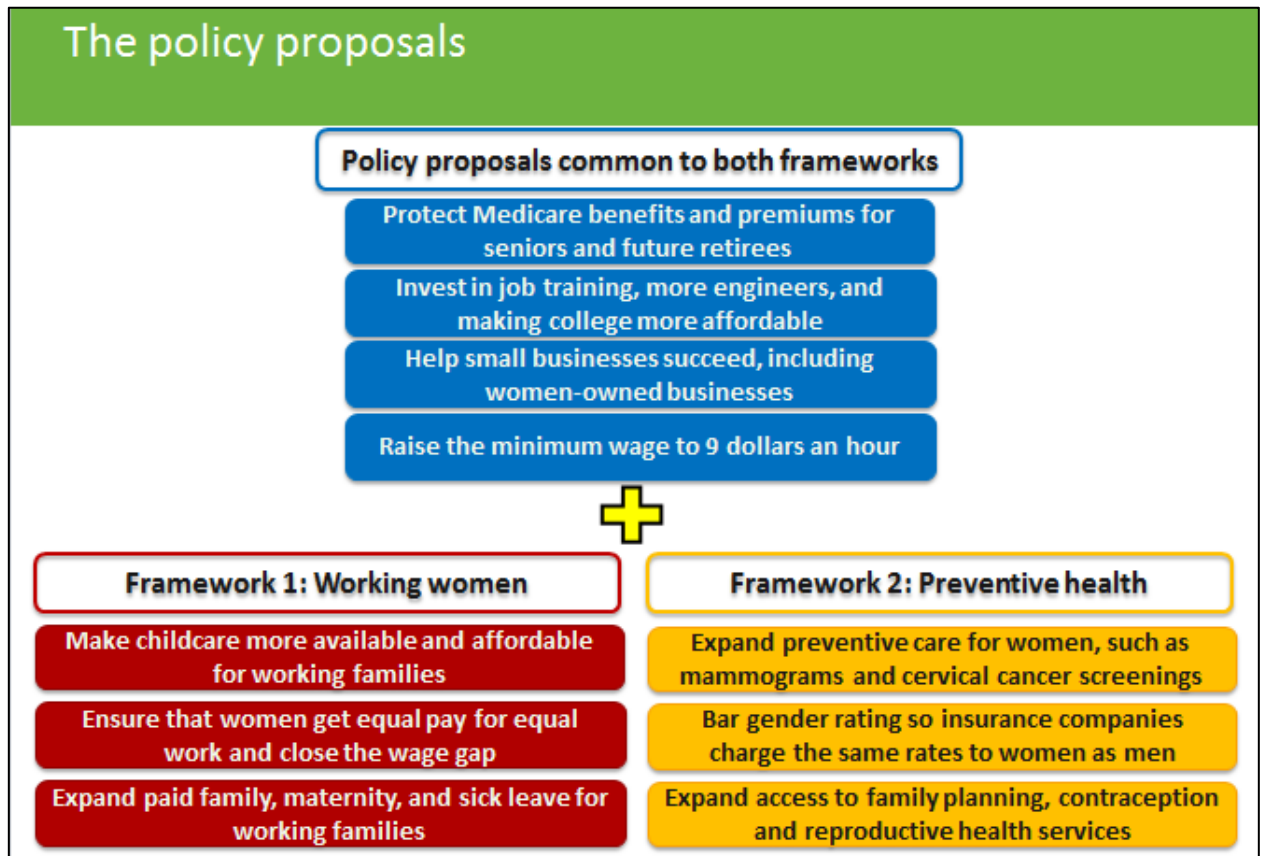 The policy proposals
Policy proposals common to both frameworks
Protect Medicare benefits and premiums for
seniors and future retirees
Invest in job training, more engineers, and
making college more affordable
Help small businesses succeed, including
women-owned businesses
Raise the minimum wage to 9 dollars an hour
Framework 1: Working women
Make childcare more available and affordable
for working families
Ensure that women get equal pay for equal
work and close the wage gap
Expand paid family, maternity, and sick leave for
working families
Framework 2: Preventive health
Expand preventive care for women, such as
mammograms and cervical cancer screenings
Bar gender rating so insurance companies
charge the same rates to women as men
Expand access to family planning, contraception
and reproductive health services